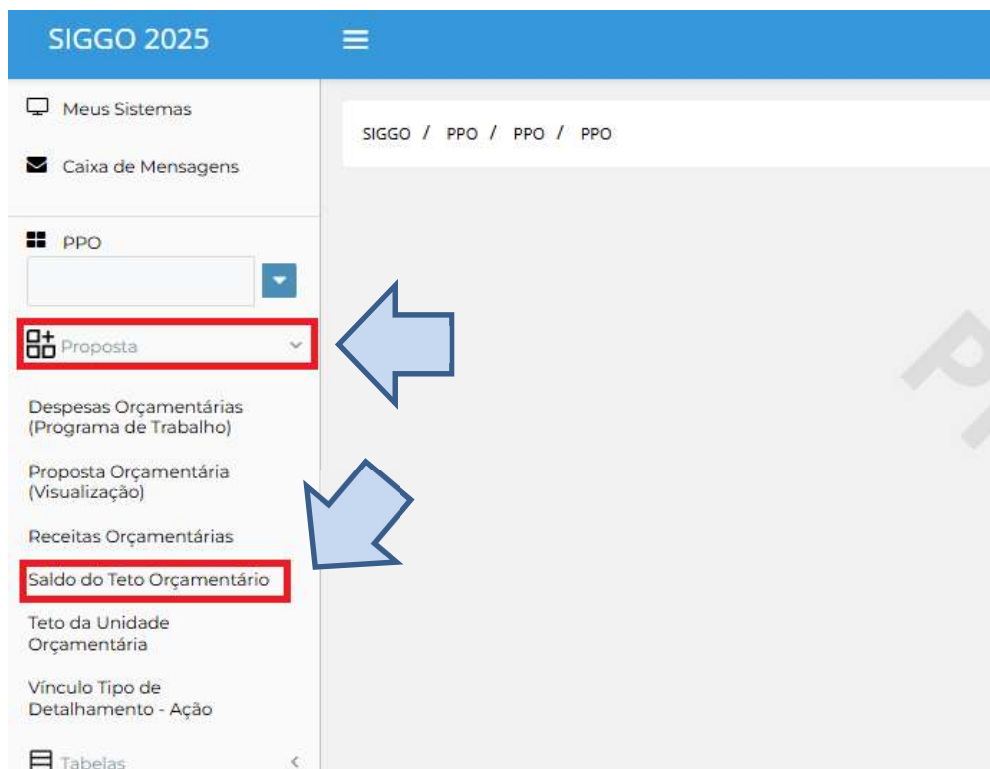 SIGGO 2025
Meus Sistemas
SIGGO / PPO / PPO / PPO
Caixa de Mensagens
PPO
Proposta
Despesas Orçamentárias
(Programa de Trabalho)
Proposta Orçamentária
(Visualização)
Receitas Orçamentárias
Saldo do Teto Orçamentário
Teto da Unidade
Orçamentária
Vínculo Tipo de
Detalhamento - Ação
Tabelas